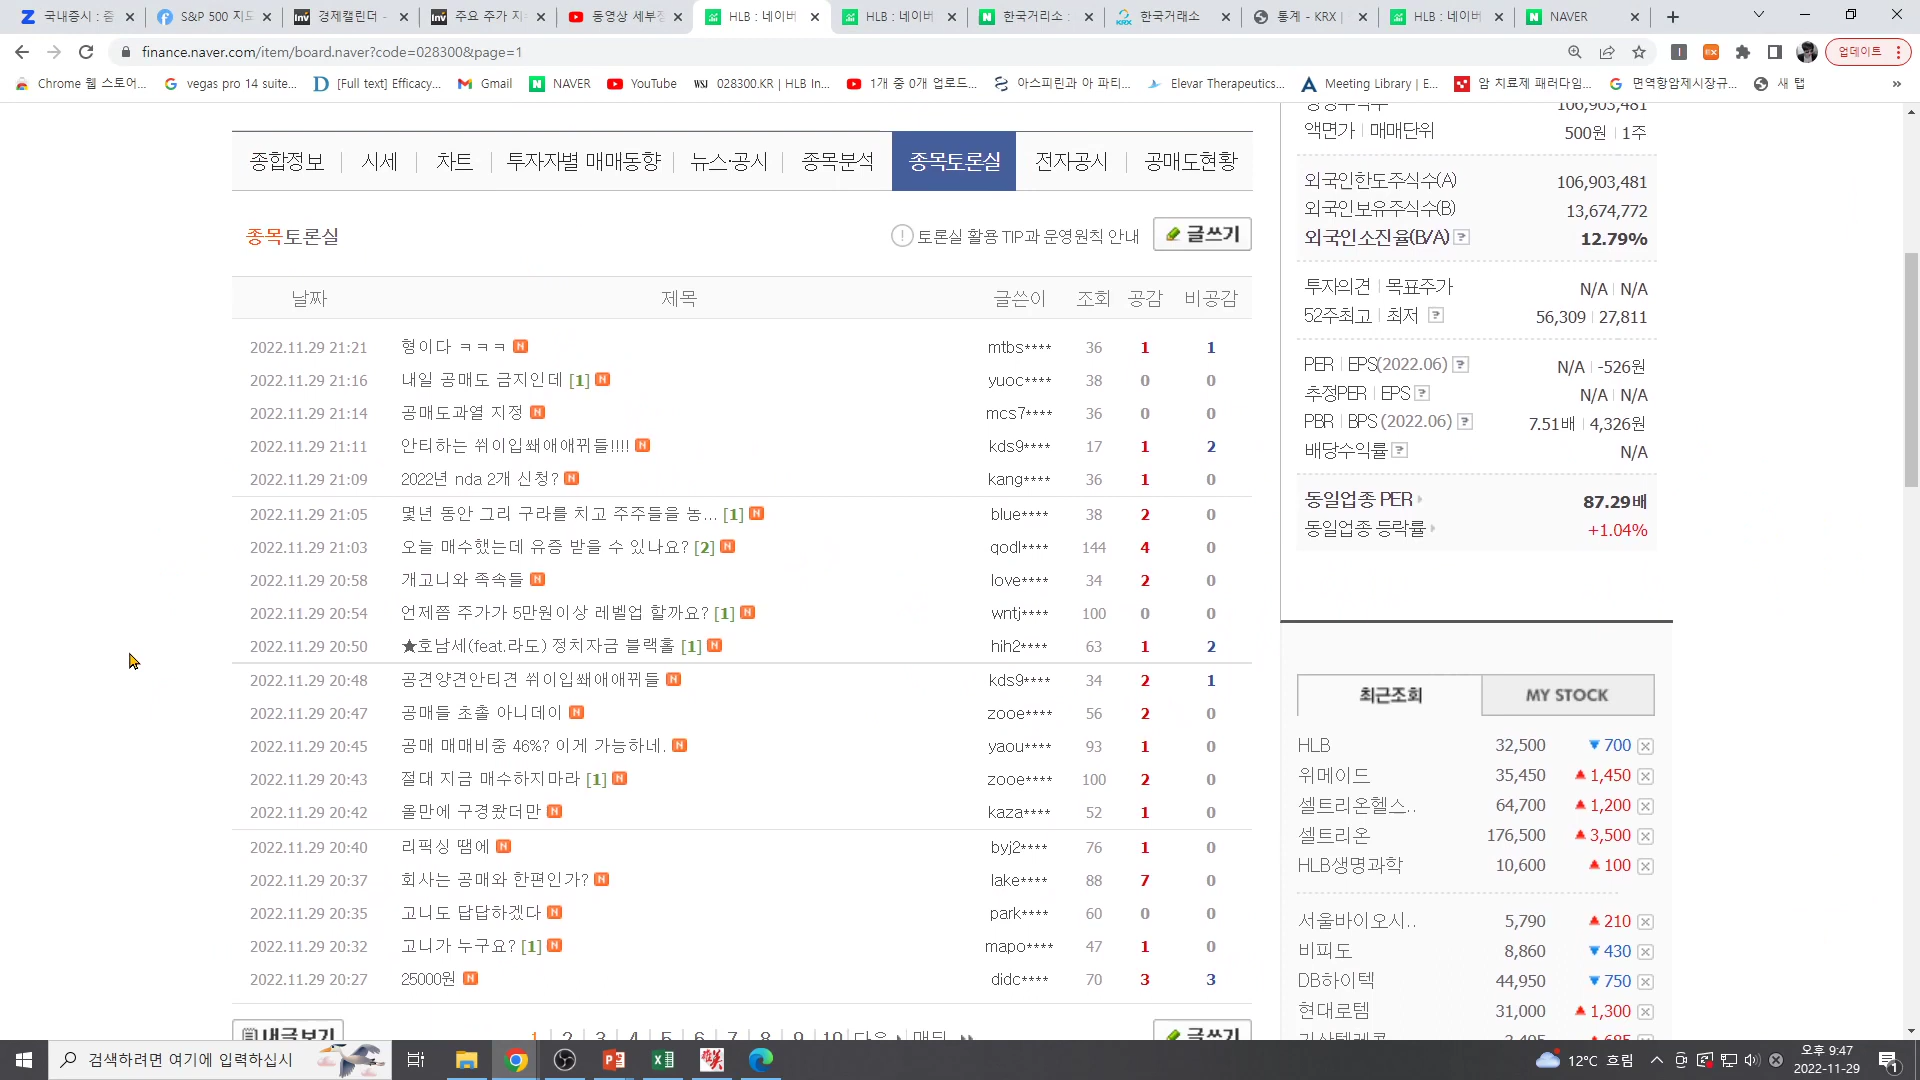 국내증시 : 증
S&P 500 지도
경제캘린더 -
주요 주가 지수
동영상 세부정
HLB : 네이버
HLB : 네이버
한국거리소 :
한국거래소
통계 - KRX |
HLB : 네이버
NAVER
finance.naver.com/item/board.naver?code=028300&page=1
업데이트
Chrome 웹 스토어...
vegas pro 14 suite...
[Full text] Efficacy...
Gmail
NAVER
YouTube
WSJ 028300.KR | HLB In...
1개 중 0개 업로드...
아스피린과 아 파티...
Elevar Therapeutics...
Meeting Library | E...
암 치료제 패러다임...
면역항암제시장규...
새 탭
종합정보 시세 차트 투자자별 매매동향 뉴스·공시 종목분석 종목토론실 전자공시 공매도현황
종목토론실
토론실 활용 TIP과 운영원칙 안내 글쓰기
날짜 제목 글쓴이 조회 공감 비공감
2022.11.29 21:21 형이다 ㅋㅋㅋ N mtbs**** 36 1 1
2022.11.29 21:16 내일 공매도 금지인데 [1] N yuoc**** 38 0 0
2022.11.29 21:14 공매도과열 지정 N mcs7**** 36 0 0
2022.11.29 21:11 안티하는 쒸이입쐐애애뀌들!!!! N kds9**** 17 1 2
2022.11.29 21:09 2022년 nda 2개 신청? N kang**** 36 1 0
2022.11.29 21:05 몇년 동안 그리 구라를 치고 주주들을 농... [1] N blue**** 38 2 0
2022.11.29 21:03 오늘 매수했는데 유증 받을 수 있나요? [2] N qodl**** 144 4 0
2022.11.29 20:58 개고니와 족속들 N love**** 34 2 0
2022.11.29 20:54 언제쯤 주가가 5만원이상 레벨업 할까요? [1] N wntj**** 100 0 0
2022.11.29 20:50 ★호남세(feat.라도) 정치자금 블랙홀 [1] N hih2**** 63 1 2
2022.11.29 20:48 공견양견안티견 쒸이입쐐애애뀌들 N kds9**** 34 2 1
2022.11.29 20:47 공매들 초촐 아니데이 N zooe**** 56 2 0
2022.11.29 20:45 공매 매매비중 46%? 이게 가능하네. N yaou**** 93 1 0
2022.11.29 20:43 절대 지금 매수하지마라 [1] N zooe**** 100 2 0
2022.11.29 20:42 올만에 구경왔더만 N kaza**** 52 1 0
2022.11.29 20:40 리픽싱 땜에 N byj2**** 76 1 0
2022.11.29 20:37 회사는 공매와 한편인가? N lake**** 88 7 0
2022.11.29 20:35 고니도 답답하겠다 N park**** 60 0 0
2022.11.29 20:32 고니가 누구요? [1] N mapo**** 47 1 0
2022.11.29 20:27 25000원 N didc**** 70 3 3
내글보기 1 2 3 4 5 6 7 8 9 10 다음 맨뒤 글쓰기
106,903,481
액면가 매매단위 500원 1주
외국인한도주식수(A) 106,903,481
외국인보유주식수(B) 13,674,772
외국인소진율(B/A) ? 12.79%
투자의견 목표주가 N/A N/A
52주최고 최저 ? 56,309 27,811
PER EPS(2022.06) ? N/A -526원
추정PER EPS ? N/A N/A
PBR BPS (2022.06) ? 7.51배 4,326원
배당수익률 ? N/A
동일업종 PER 87.29배
동일업종 등락률 +1.04%
최근조회 MY STOCK
HLB 32,500 ▼700
위메이드 35,450 ▲1,450
셀트리온헬스.. 64,700 ▲1,200
셀트리온 176,500 ▲3,500
HLB생명과학 10,600 ▲100
서울바이오시.. 5,790 ▲210
비피도 8,860 ▼430
DB하이텍 44,950 ▼750
현대로템 31,000 ▲1,300
검색하려면 여기에 입력하십시
12°C 흐림
오후 9:47
2022-11-29
1